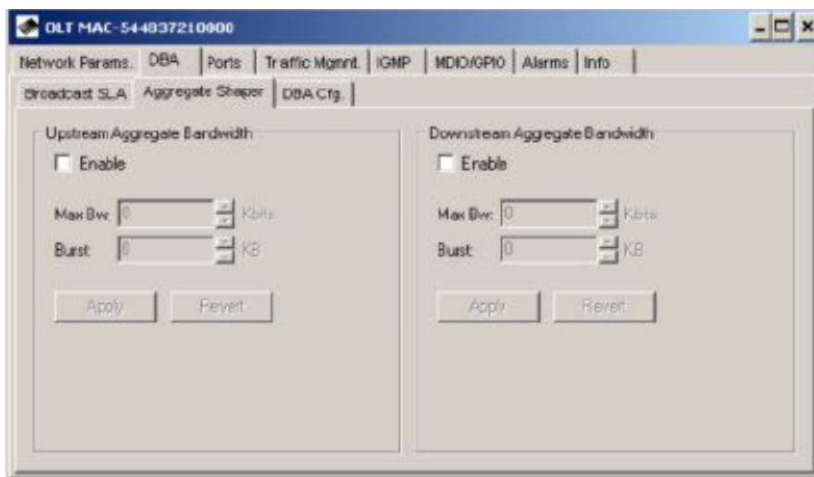 OLT MAC-544837210000
Network Params. DBA Ports Traffic Mgmnt. IGMP MDIO/GPIO Alarms Info
Broadcast SLA Aggregate Shaper DBA Cfg.
Upstream Aggregate Bandwidth Downstream Aggregate Bandwidth
Enable Enable
Max Bw: 0 Kbits Max Bw: 0 Kbits
Burst: 0 KB Burst: 0 KB
Apply Revert Apply Revert